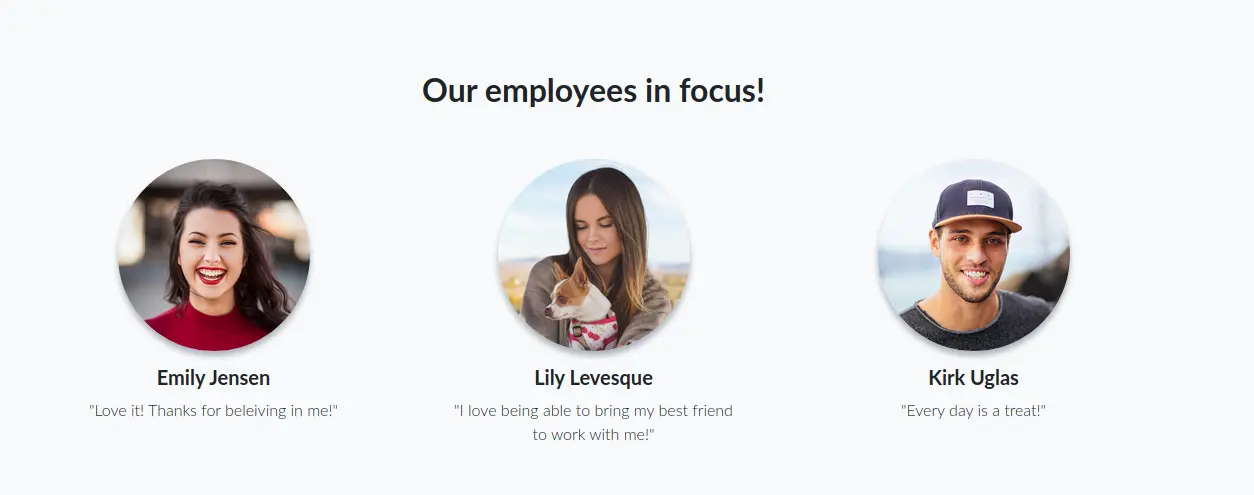 Our employees in focus!
Emily Jensen
"Love it! Thanks for beleiving in me!"
Lily Levesque
"I love being able to bring my best friend
to work with me!"
Kirk Uglas
"Every day is a treat!"